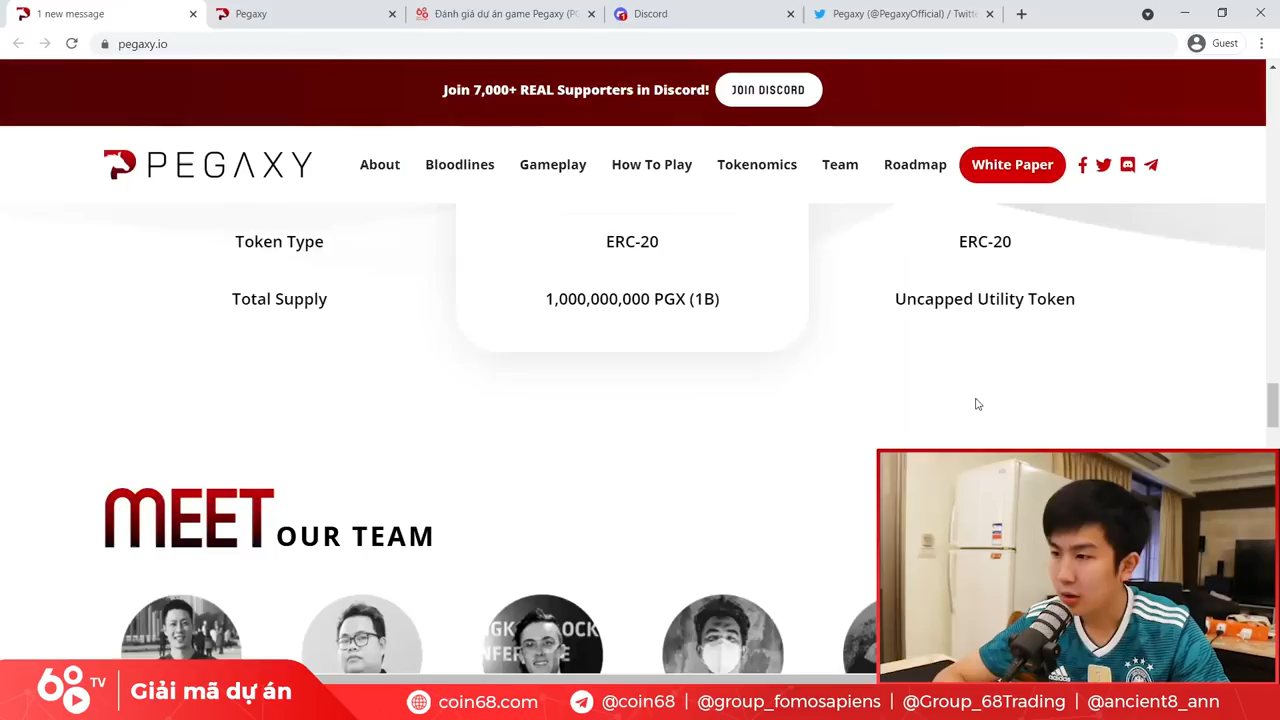 1 new message
Pegaxy
Đánh giá dự án game Pegaxy (PG
Discord
Pegaxy (@PegaxyOfficial) / Twitte
pegaxy.io
Guest
Join 7,000+ REAL Supporters in Discord!
JOIN DISCORD
PEGAXY
About
Bloodlines
Gameplay
How To Play
Tokenomics
Team
Roadmap
White Paper
Token Type
ERC-20
ERC-20
Total Supply
1,000,000,000 PGX (1B)
Uncapped Utility Token
MEET OUR TEAM
adidas
68 TV
Giải mã dự án
coin68.com
@coin68
@group_fomosapiens
@Group_68Trading
@ancient8_ann